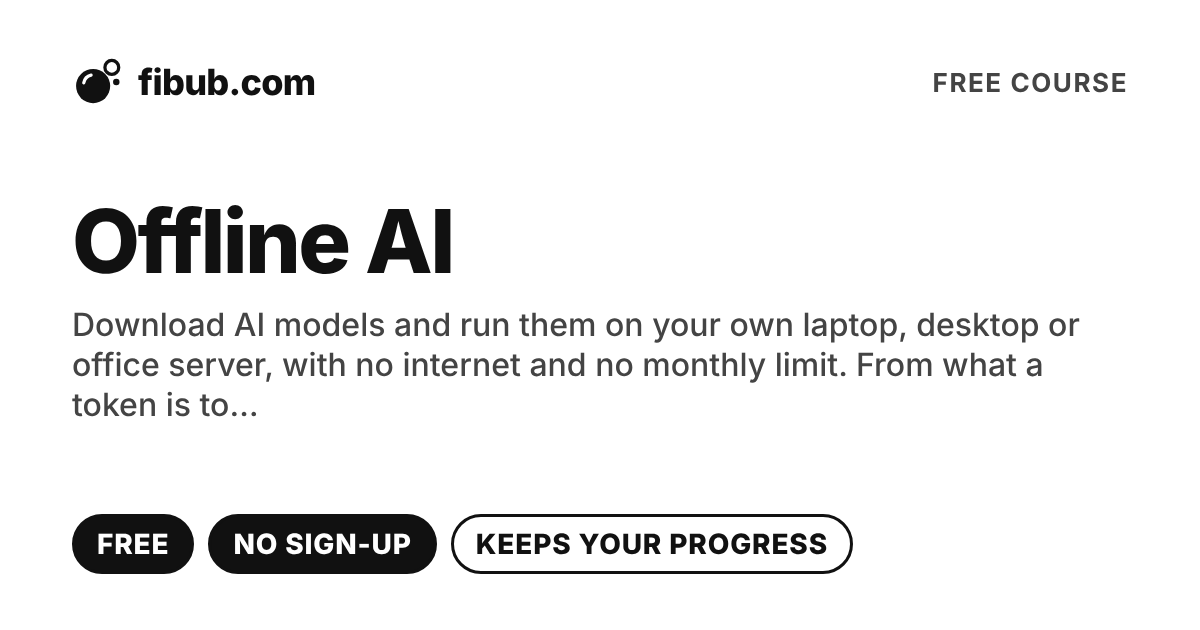 fibub.com
FREE COURSE
Offline AI
Download AI models and run them on your own laptop, desktop or
office server, with no internet and no monthly limit. From what a
token is to...
FREE
NO SIGN-UP
KEEPS YOUR PROGRESS